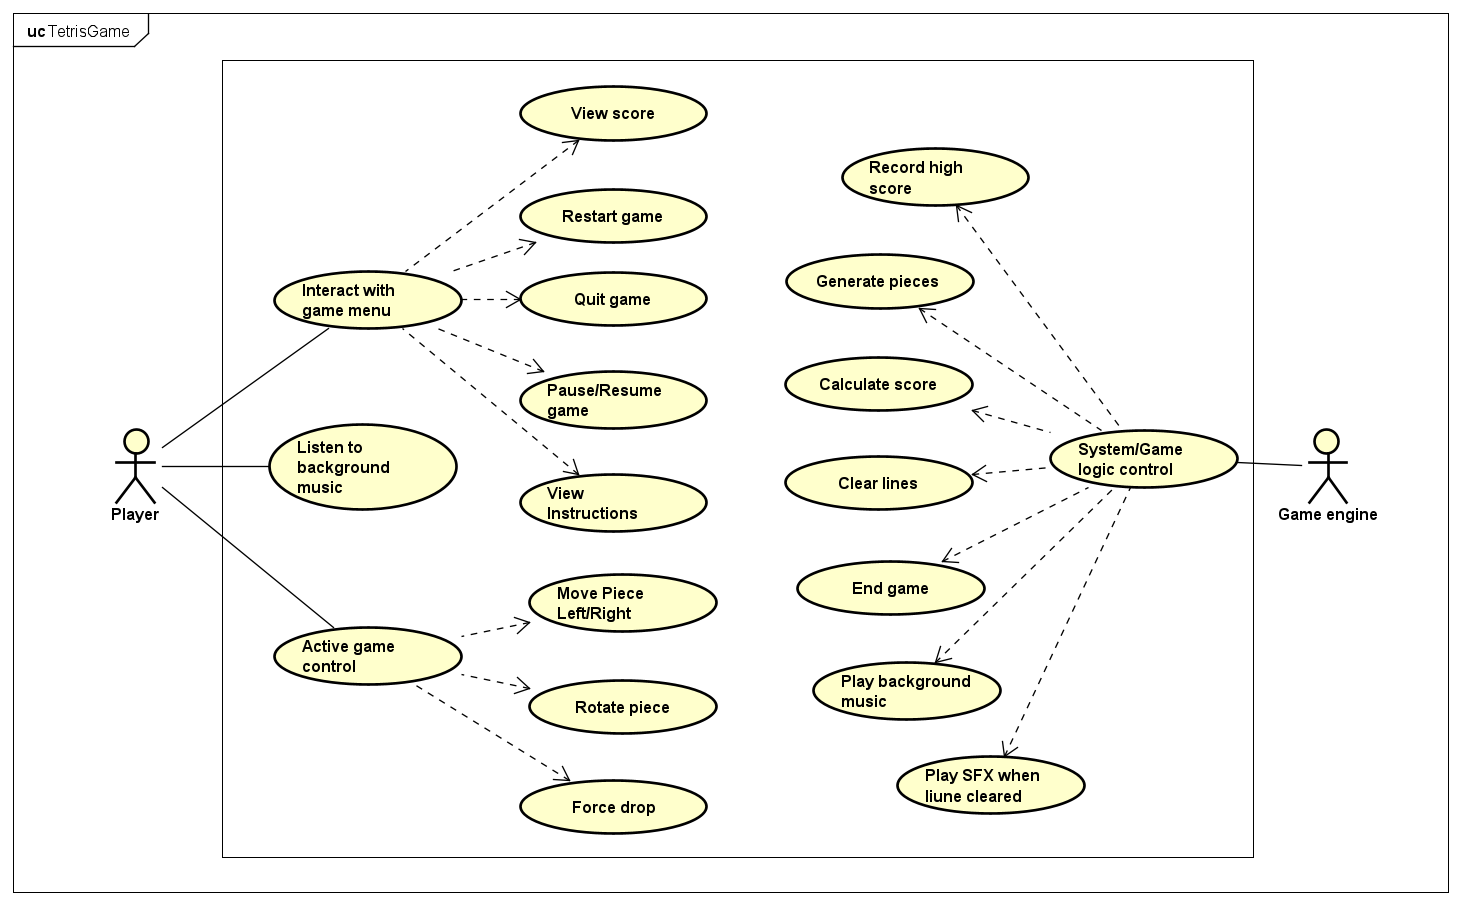 uc TetrisGame
View score
Restart game
Interact with
game menu
Quit game
Pause/Resume
game
Listen to
background
music
View
Instructions
Player
Move Piece
Left/Right
Active game
control
Rotate piece
Force drop
Record high
score
Generate pieces
Calculate score
System/Game
logic control
Clear lines
Game engine
End game
Play background
music
Play SFX when
liune cleared